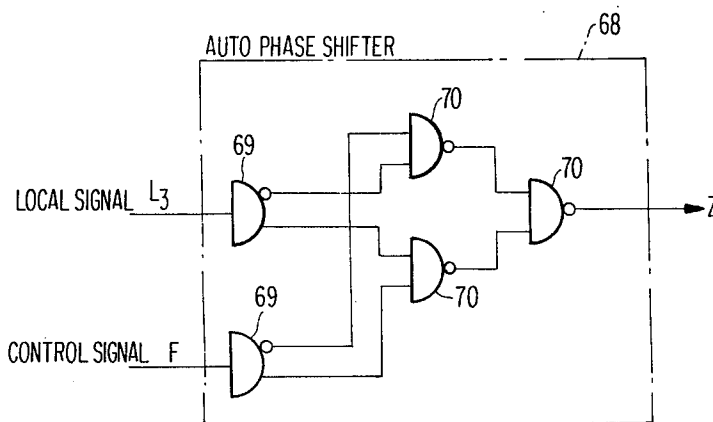 AUTO PHASE SHIFTER
68
70
69
70
LOCAL SIGNAL L3
69
70
CONTROL SIGNAL F